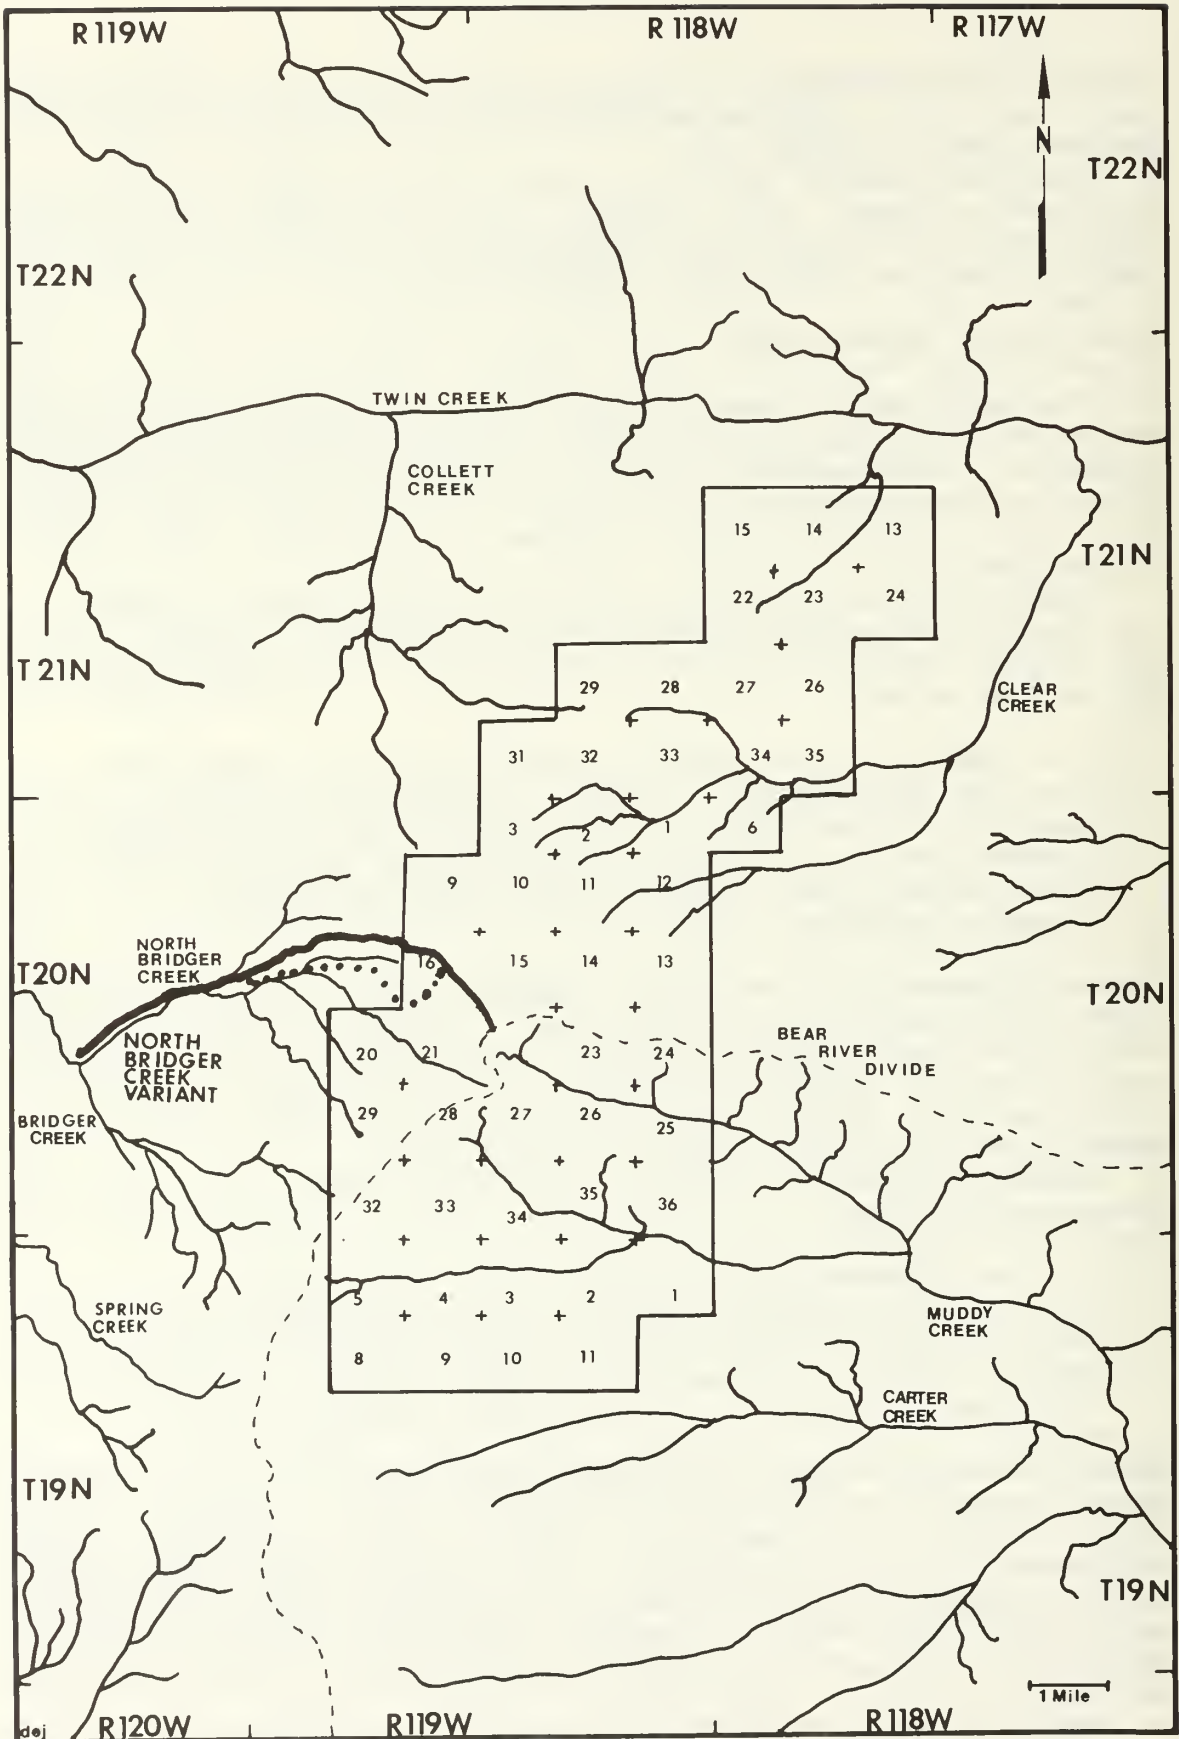 R119W
R118W
R117W
N
T22N
T22N
TWIN CREEK
COLLETT
CREEK
15
14
13
T21N
22
23
24
T21N
29
28
27
26
CLEAR
CREEK
31
32
33
34
35
3
2
1
6
9
10
11
12
NORTH
BRIDGER
CREEK
16
15
14
13
T20N
T20N
NORTH
BRIDGER
CREEK
VARIANT
20
21
23
24
BEAR
RIVER
DIVIDE
BRIDGER
CREEK
29
28
27
26
25
32
33
34
35
36
SPRING
CREEK
5
4
3
2
1
MUDDY
CREEK
8
9
10
11
CARTER
CREEK
T19N
T19N
1 Mile
dej
R120W
R119W
R118W